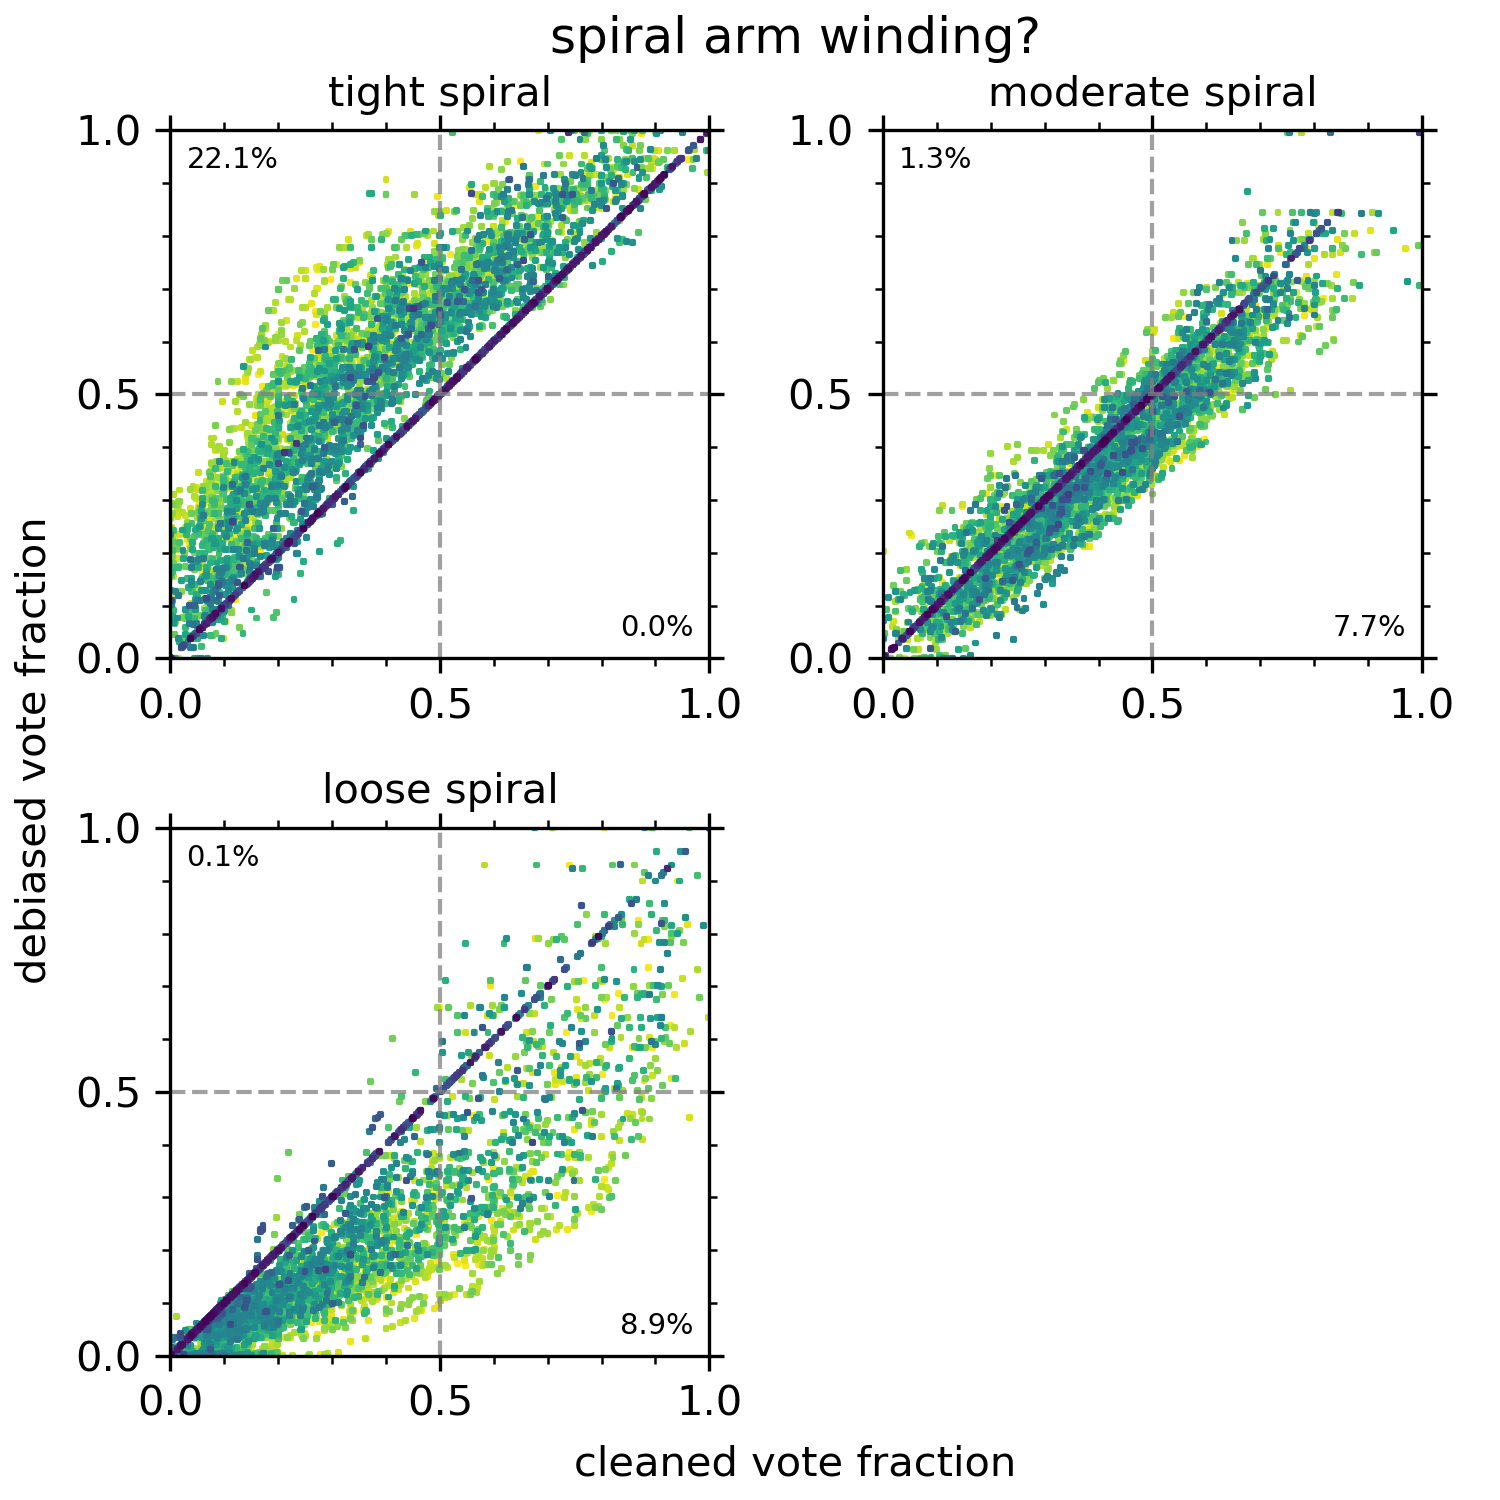 spiral arm winding?
tight spiral
1.0
0.5
0.0
22.1%
0.0%
0.0 0.5 1.0
moderate spiral
1.0
0.5
0.0
1.3%
7.7%
0.0 0.5 1.0
debiased vote fraction
loose spiral
1.0
0.5
0.0
0.1%
8.9%
0.0 0.5 1.0
cleaned vote fraction